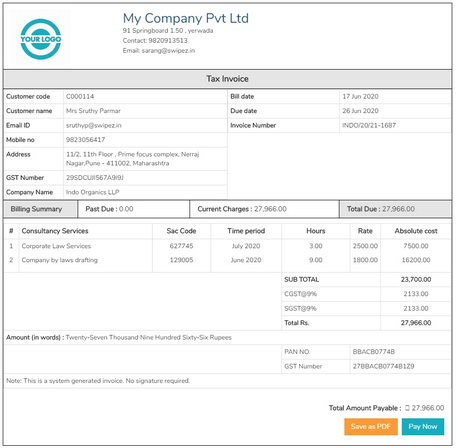 YOUR LOGO
My Company Pvt Ltd
91 Springboard 1.50 , yerwada
Contact: 9820913513
Email: sarang@swipez.in
Tax Invoice
Customer code C000114 Bill date 17 Jun 2020
Customer name Mrs Sruthy Parmar Due date 26 Jun 2020
Email ID sruthyp@swipez.in Invoice Number INDO/20/21-1687
Mobile no 9823056417
Address 11/2, 11th Floor , Prime focus complex, Nerraj
Nagar,Pune - 411002, Maharashtra
GST Number
Company Name Indo Organics LLP
Billing Summary Past Due : 0.00 Current Charges : 27,966.00 Total Due : 27,966.00
# Consultancy Services Sac Code Time period Hours Rate Absolute cost
1 Corporate Law Services 627745 July 2020 3.00 2500.00 7500.00
2 Company by laws drafting 129005 June 2020 9.00 1800.00 16200.00
SUB TOTAL 23,700.00
CGST@9% 2133.00
SGST@9% 2133.00
Total Rs. 27,966.00
Amount (in words) : Twenty-Seven Thousand Nine Hundred Sixty-Six Rupees
PAN NO. BBACB0774B
GST Number 27BBACB0774B1Z9
Note: This is a system generated invoice. No signature required.
Total Amount Payable : 27,966.00
Save as PDF Pay Now